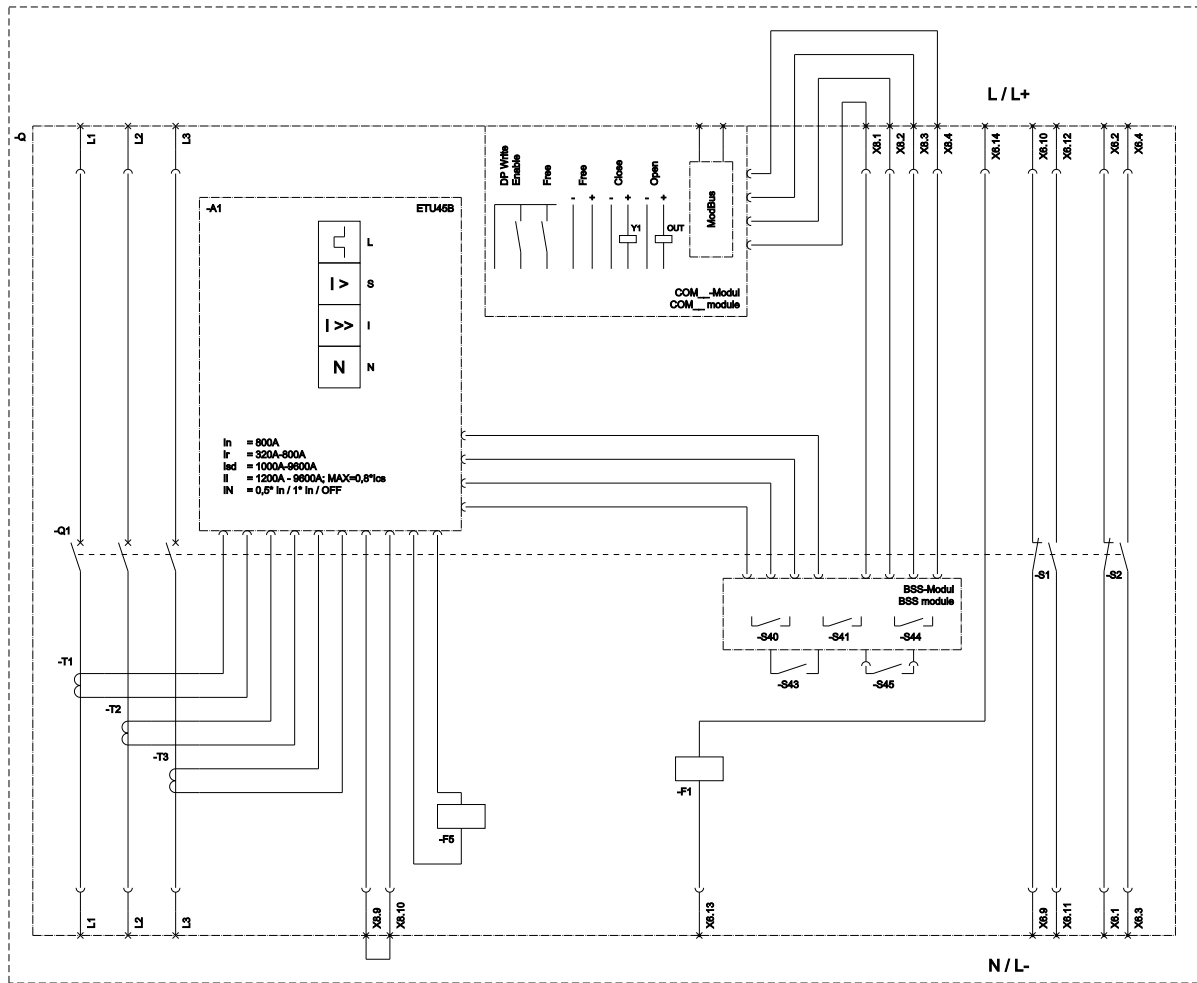 L / L+
-Q
L1
L2
L3
X8.1
X8.2
X8.3
X8.4
X6.14
X6.10
X6.12
X6.2
X6.4
DP Write
Enable
Free
Free
Close
Open
- + - + - +
Y1
OUT
ModBus
COM__-Modul
COM__ module
-A1
ETU45B
L
I >
S
I >>
I
N
N
In = 800A
Ir = 320A-800A
Isd = 1000A-9600A
Ii = 1200A - 9600A; MAX=0,8*Ics
IN = 0,5* In / 1* In / OFF
-Q1
-S1
-S2
BSS-Modul
BSS module
-S40
-S41
-S44
-S43
-S45
-T1
-T2
-T3
-F1
-F5
L1
L2
L3
X8.9
X8.10
X6.13
X6.9
X6.11
X6.1
X6.3
N / L-